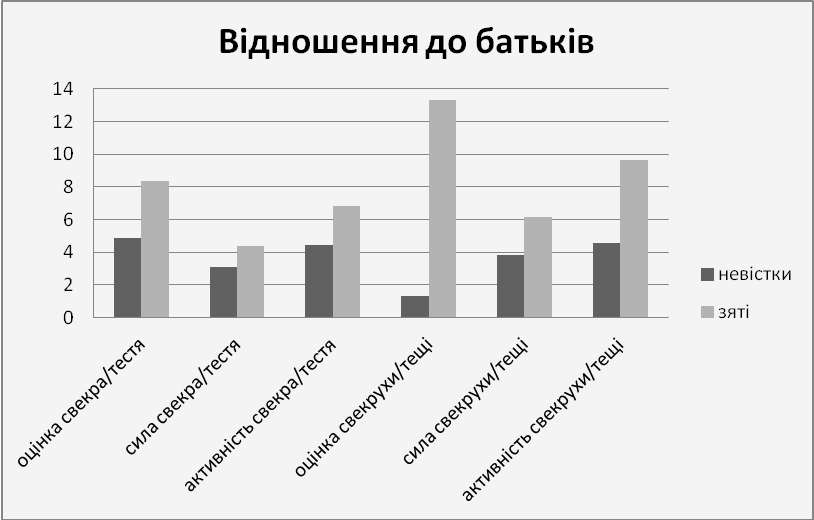 Відношення до батьків
14
12
10
8
6
4
2
0
оцінка свекра/тестя
сила свекра/тестя
активність свекра/тестя
оцінка свекрухи/тещі
сила свекрухи/тещі
активність свекрухи/тещі
невістки
зяті